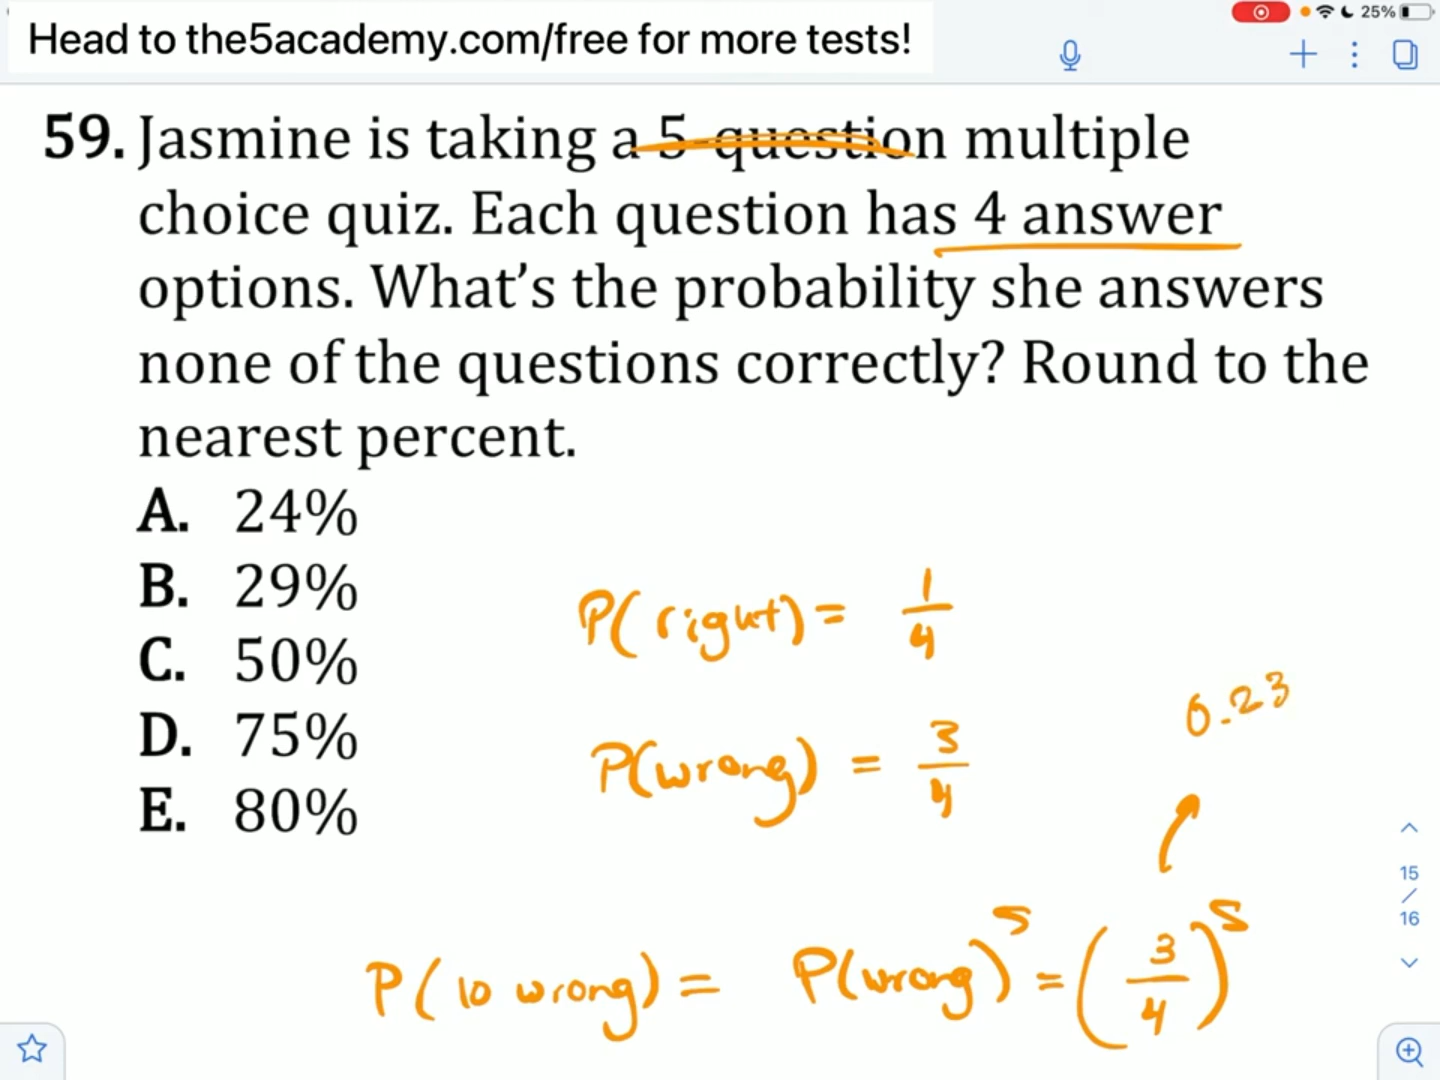 Head to the5academy.com/free for more tests!
25%
59. Jasmine is taking a 5-question multiple
choice quiz. Each question has 4 answer
options. What’s the probability she answers
none of the questions correctly? Round to the
nearest percent.
A. 24%
B. 29%
C. 50%
D. 75%
E. 80%
P(right) = 1/4
0.23
P(wrong) = 3/4
15
/
16
P(10 wrong) = P(wrong)^5 = (3/4)^5